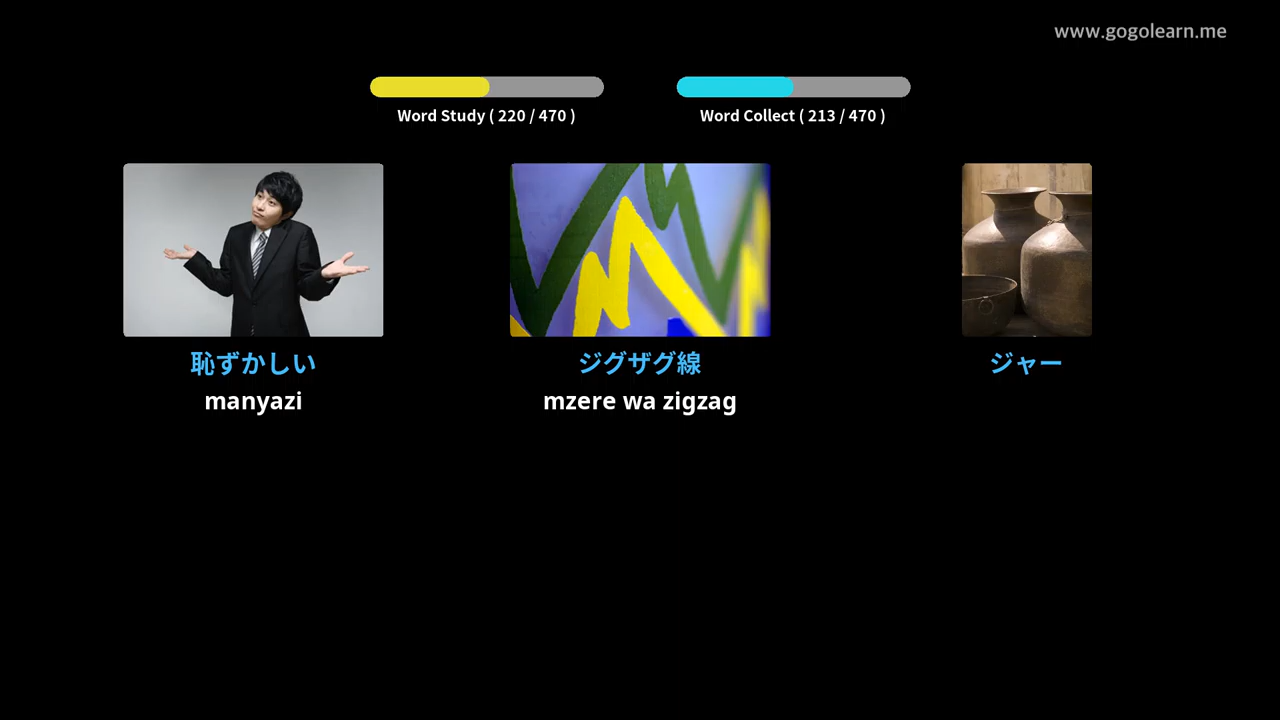 www.gogolearn.me
Word Study ( 220 / 470 )
Word Collect ( 213 / 470 )
恥ずかしい
manyazi
ジグザグ線
mzere wa zigzag
ジャー